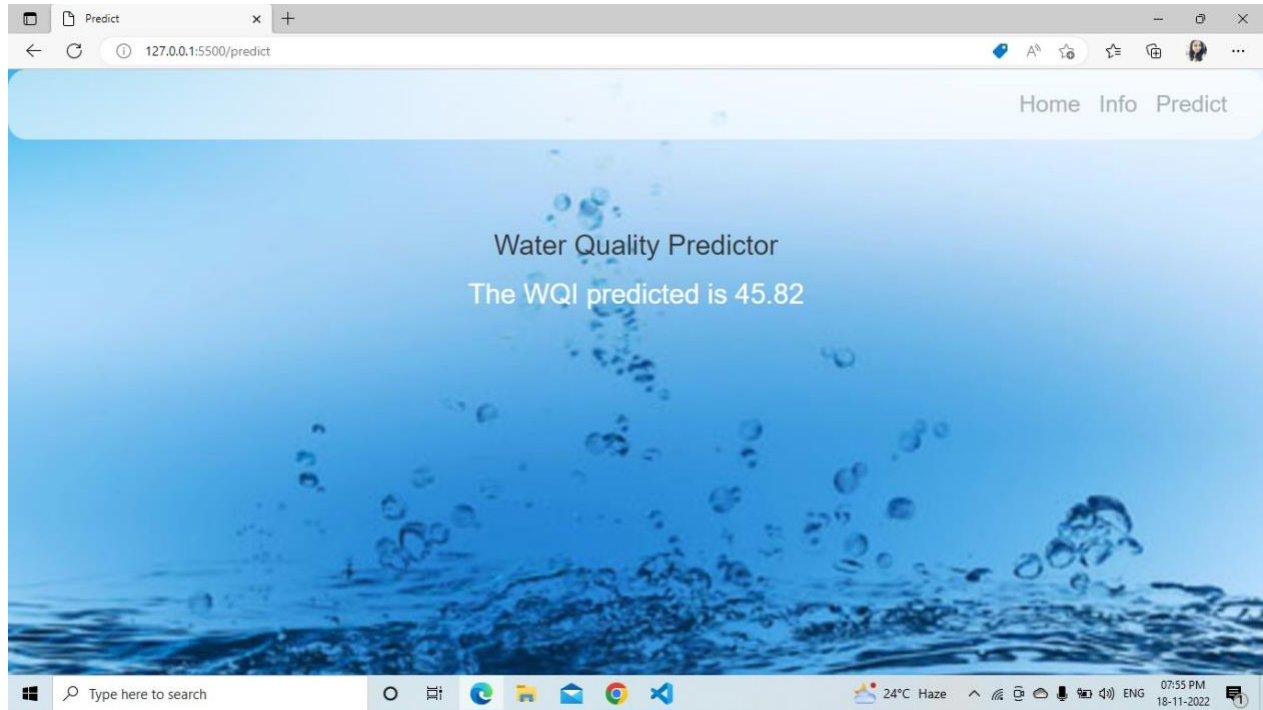 Predict
127.0.0.1:5500/predict
Home Info Predict
Water Quality Predictor
The WQI predicted is 45.82
Type here to search
24°C Haze
ENG
07:55 PM
18-11-2022
1